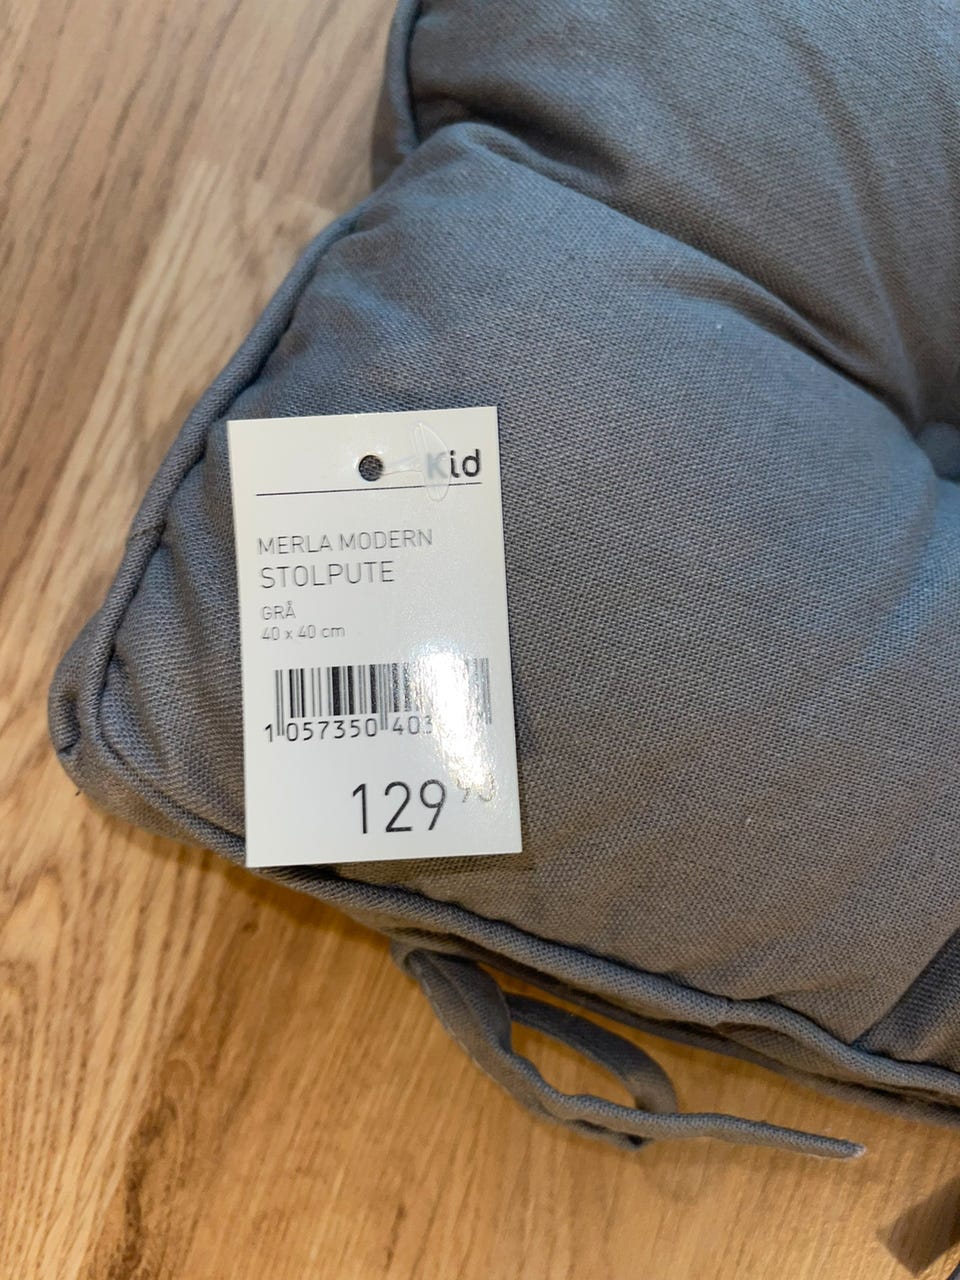 Kid
MERLA MODERN
STOLPUTE
GRÅ
40 x 40 cm
129